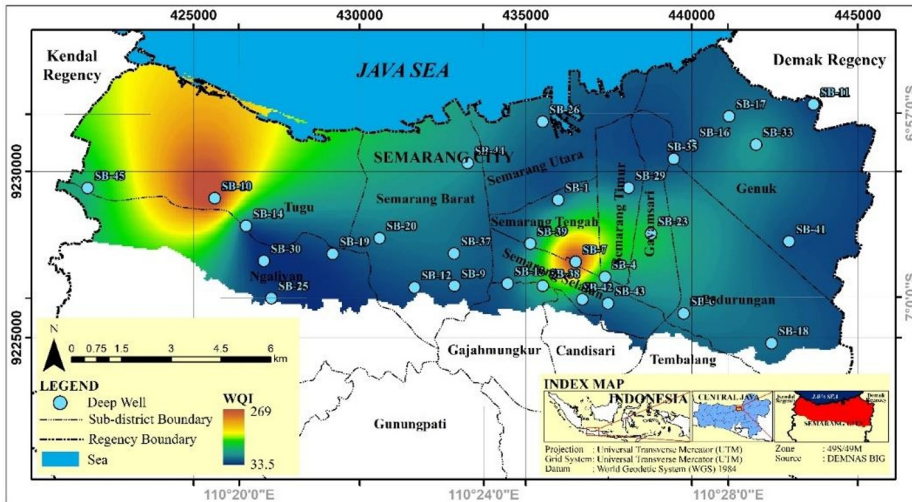 425000 430000 435000 440000 445000
Kendal
Regency
JAVA SEA
Demak Regency
6°57'0"S
7°0'0"S
9230000
9225000
SB-11
SB-26
SB-17
SB-16
SB-33
SEMARANG CITY
SB-35
Semarang Utara
SB-45
SB-10
SB-29
Genuk
Tugu
Semarang Barat
SB-1
Semarang Timur
Gayamsari
SB-14
Semarang Tengah
SB-23
SB-20
SB-39
SB-41
SB-30
SB-19
SB-37
SB-7
Semarang Selatan
SB-4
Ngaliyan
SB-12
SB-9
SB-38
SB-25
SB-42
SB-43
Pedurungan
SB-18
N
0 0.75 1.5 3 4.5 6
km
Gajahmungkur
Candisari
Tembalang
Gunungpati
LEGEND
Deep Well
Sub-district Boundary
Regency Boundary
Sea
WQI
269
33.5
INDEX MAP
INDONESIA
CENTRAL JAVA
Kendal
Regency
JAVA SEA
Demak
Regency
Projection : Universal Transverse Mercator (UTM)
Grid System: Universal Transverse Mercator (UTM)
Datum : World Geodetic System (WGS) 1984
Zone : 49S/49M
Source : DEMNAS BIG
110°20'0"E 110°24'0"E 110°28'0"E